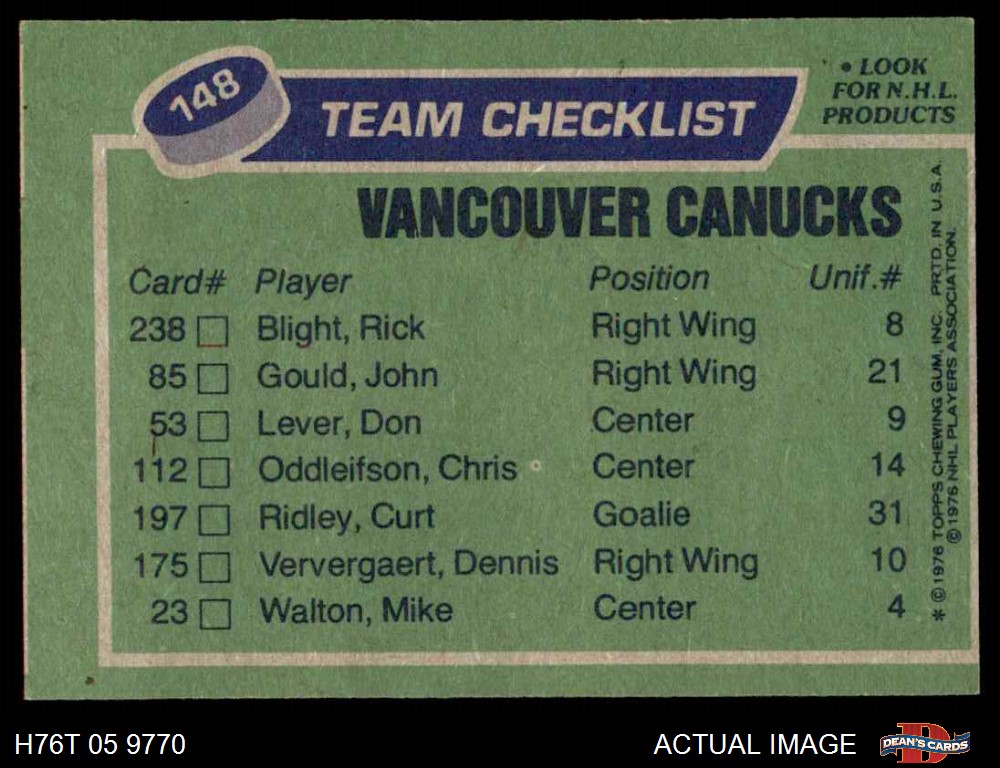 148
TEAM CHECKLIST
• LOOK
FOR N.H.L.
PRODUCTS
VANCOUVER CANUCKS
Card# Player Position Unif.#
238 Blight, Rick Right Wing 8
85 Gould, John Right Wing 21
53 Lever, Don Center 9
112 Oddleifson, Chris Center 14
197 Ridley, Curt Goalie 31
175 Ververgaert, Dennis Right Wing 10
23 Walton, Mike Center 4
* ©1976 TOPPS CHEWING GUM, INC. PRTD. IN U.S.A.
©1976 NHL PLAYERS ASSOCIATION.
H76T 05 9770
ACTUAL IMAGE
D
DEAN'S CARDS